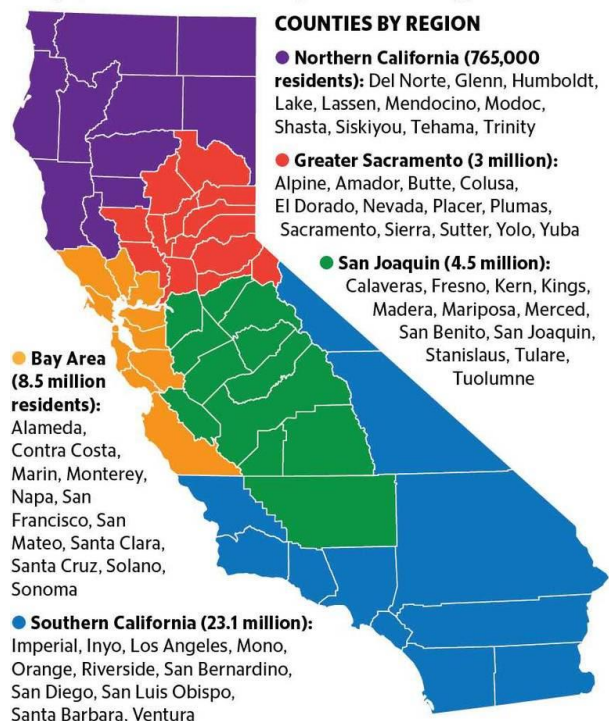 COUNTIES BY REGION
Northern California (765,000
residents): Del Norte, Glenn, Humboldt,
Lake, Lassen, Mendocino, Modoc,
Shasta, Siskiyou, Tehama, Trinity
Greater Sacramento (3 million):
Alpine, Amador, Butte, Colusa,
El Dorado, Nevada, Placer, Plumas,
Sacramento, Sierra, Sutter, Yolo, Yuba
San Joaquin (4.5 million):
Calaveras, Fresno, Kern, Kings,
Madera, Mariposa, Merced,
San Benito, San Joaquin,
Stanislaus, Tulare,
Tuolumne
Bay Area
(8.5 million
residents):
Alameda,
Contra Costa,
Marin, Monterey,
Napa, San
Francisco, San
Mateo, Santa Clara,
Santa Cruz, Solano,
Sonoma
Southern California (23.1 million):
Imperial, Inyo, Los Angeles, Mono,
Orange, Riverside, San Bernardino,
San Diego, San Luis Obispo,
Santa Barbara, Ventura